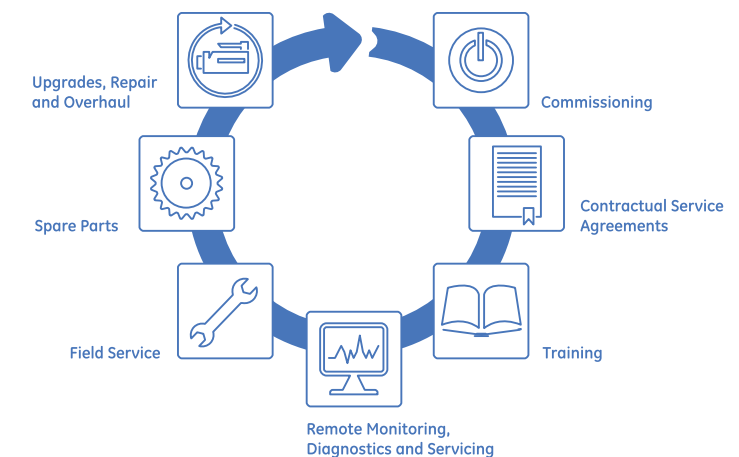 Upgrades, Repair
and Overhaul
Commissioning
Spare Parts
Contractual Service
Agreements
Field Service
Training
Remote Monitoring,
Diagnostics and Servicing